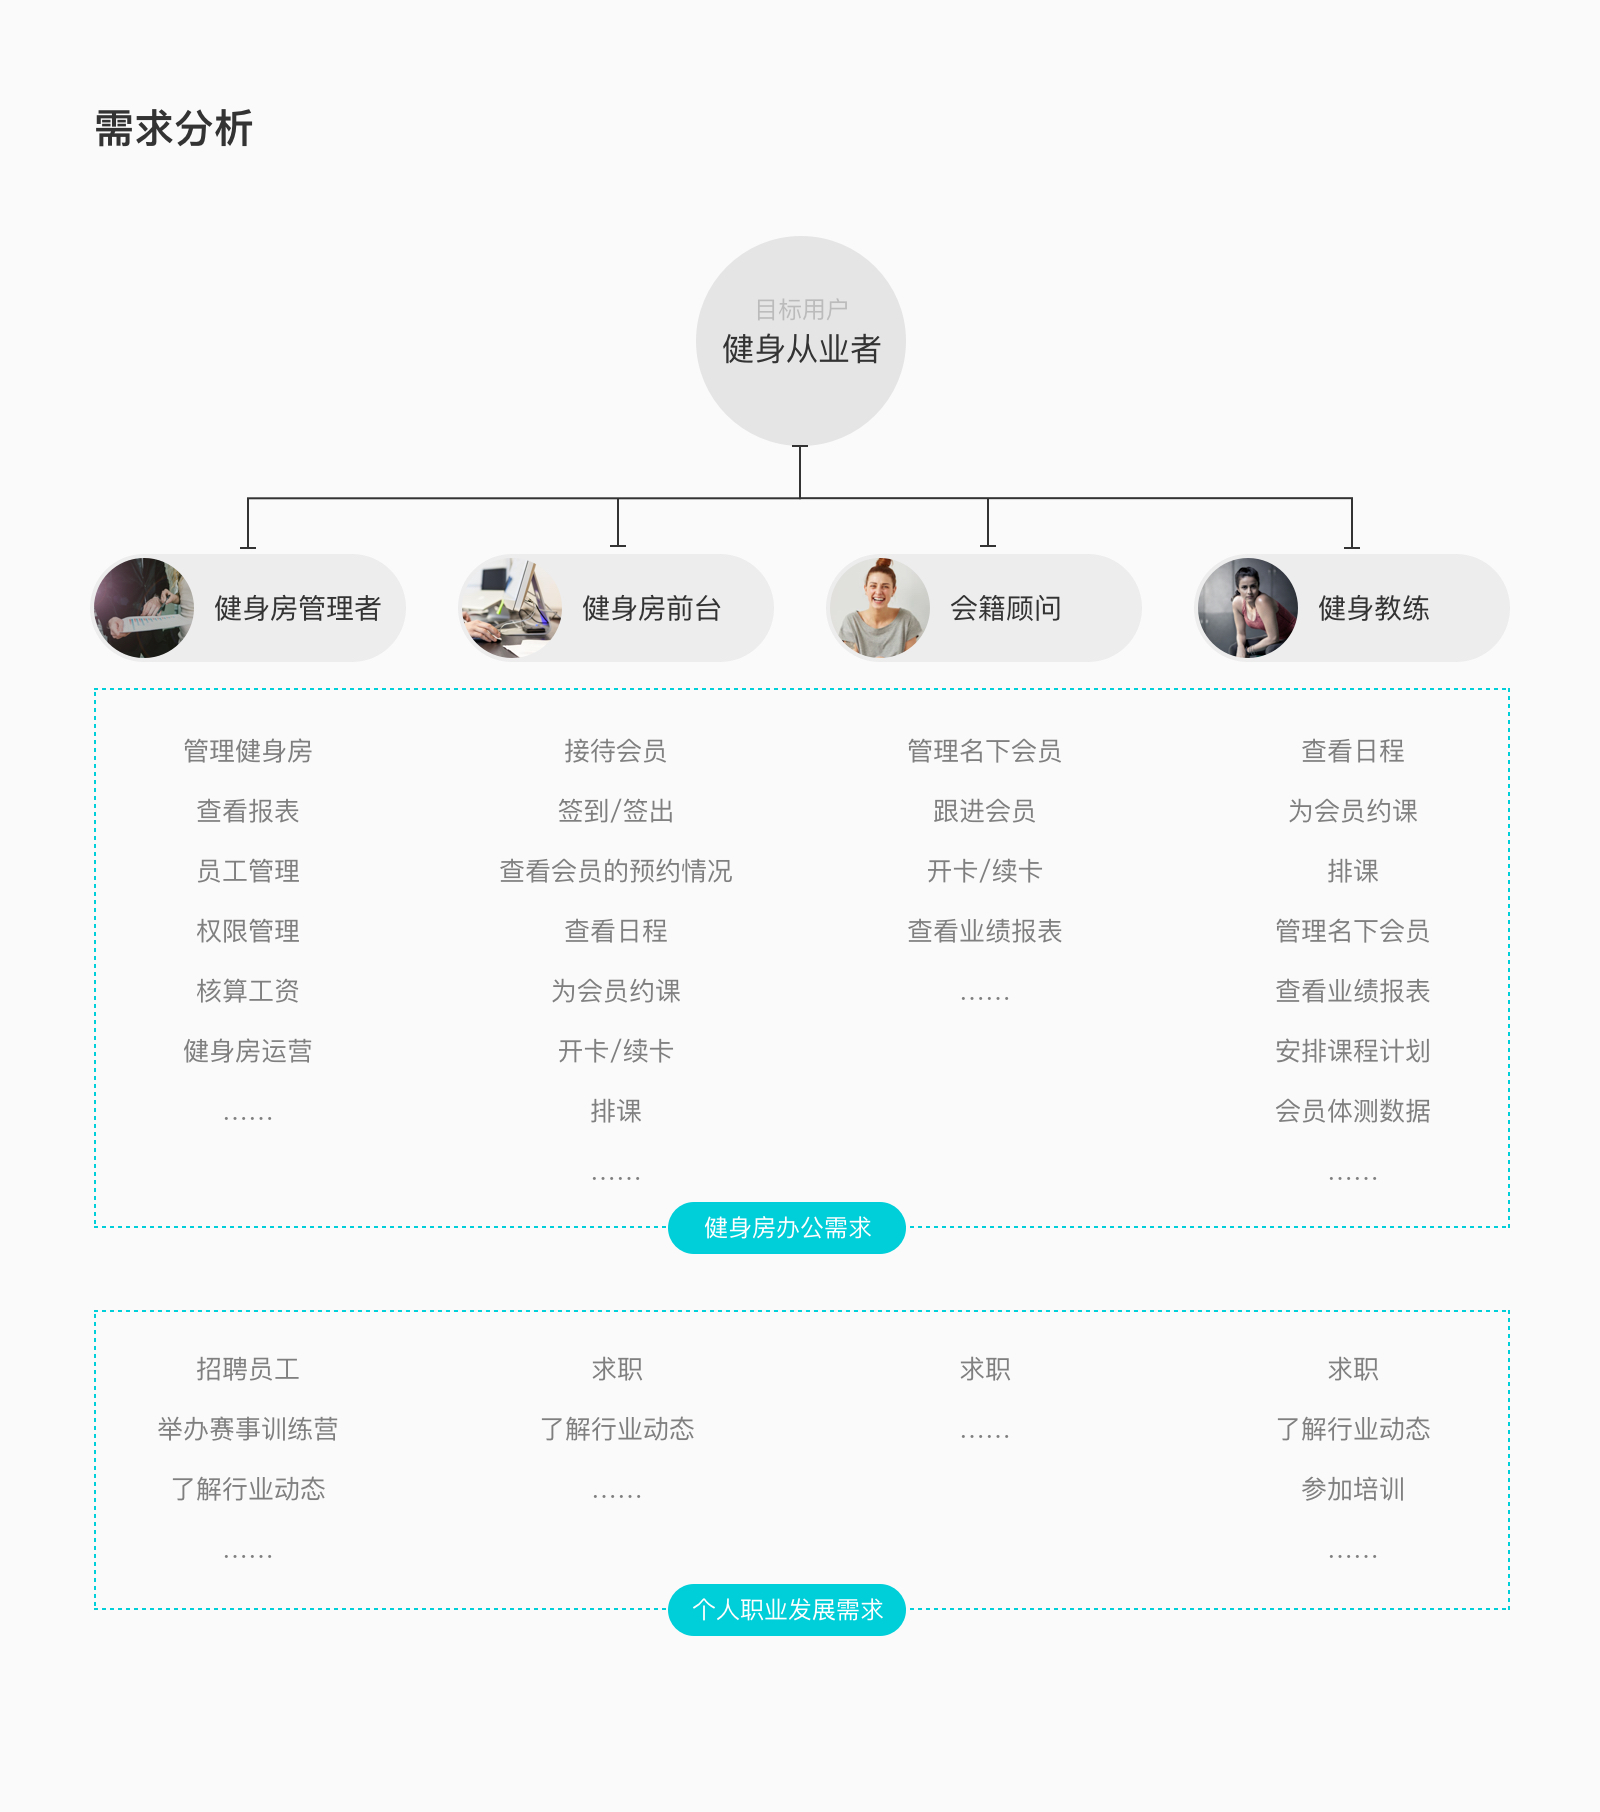 需求分析
目标用户
健身从业者
健身房管理者
健身房前台
会籍顾问
健身教练
管理健身房
查看报表
员工管理
权限管理
核算工资
健身房运营
……
接待会员
签到/签出
查看会员的预约情况
查看日程
为会员约课
开卡/续卡
排课
……
管理名下会员
跟进会员
开卡/续卡
查看业绩报表
……
查看日程
为会员约课
排课
管理名下会员
查看业绩报表
安排课程计划
会员体测数据
……
健身房办公需求
招聘员工
举办赛事训练营
了解行业动态
……
求职
了解行业动态
……
求职
……
求职
了解行业动态
参加培训
……
个人职业发展需求